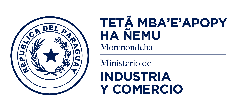 REPUBLICA DEL PARAGUAY
TETÃ MBA'E'APOPY
HA ÑEMU
Motenondeha
Ministerio de
INDUSTRIA
Y COMERCIO